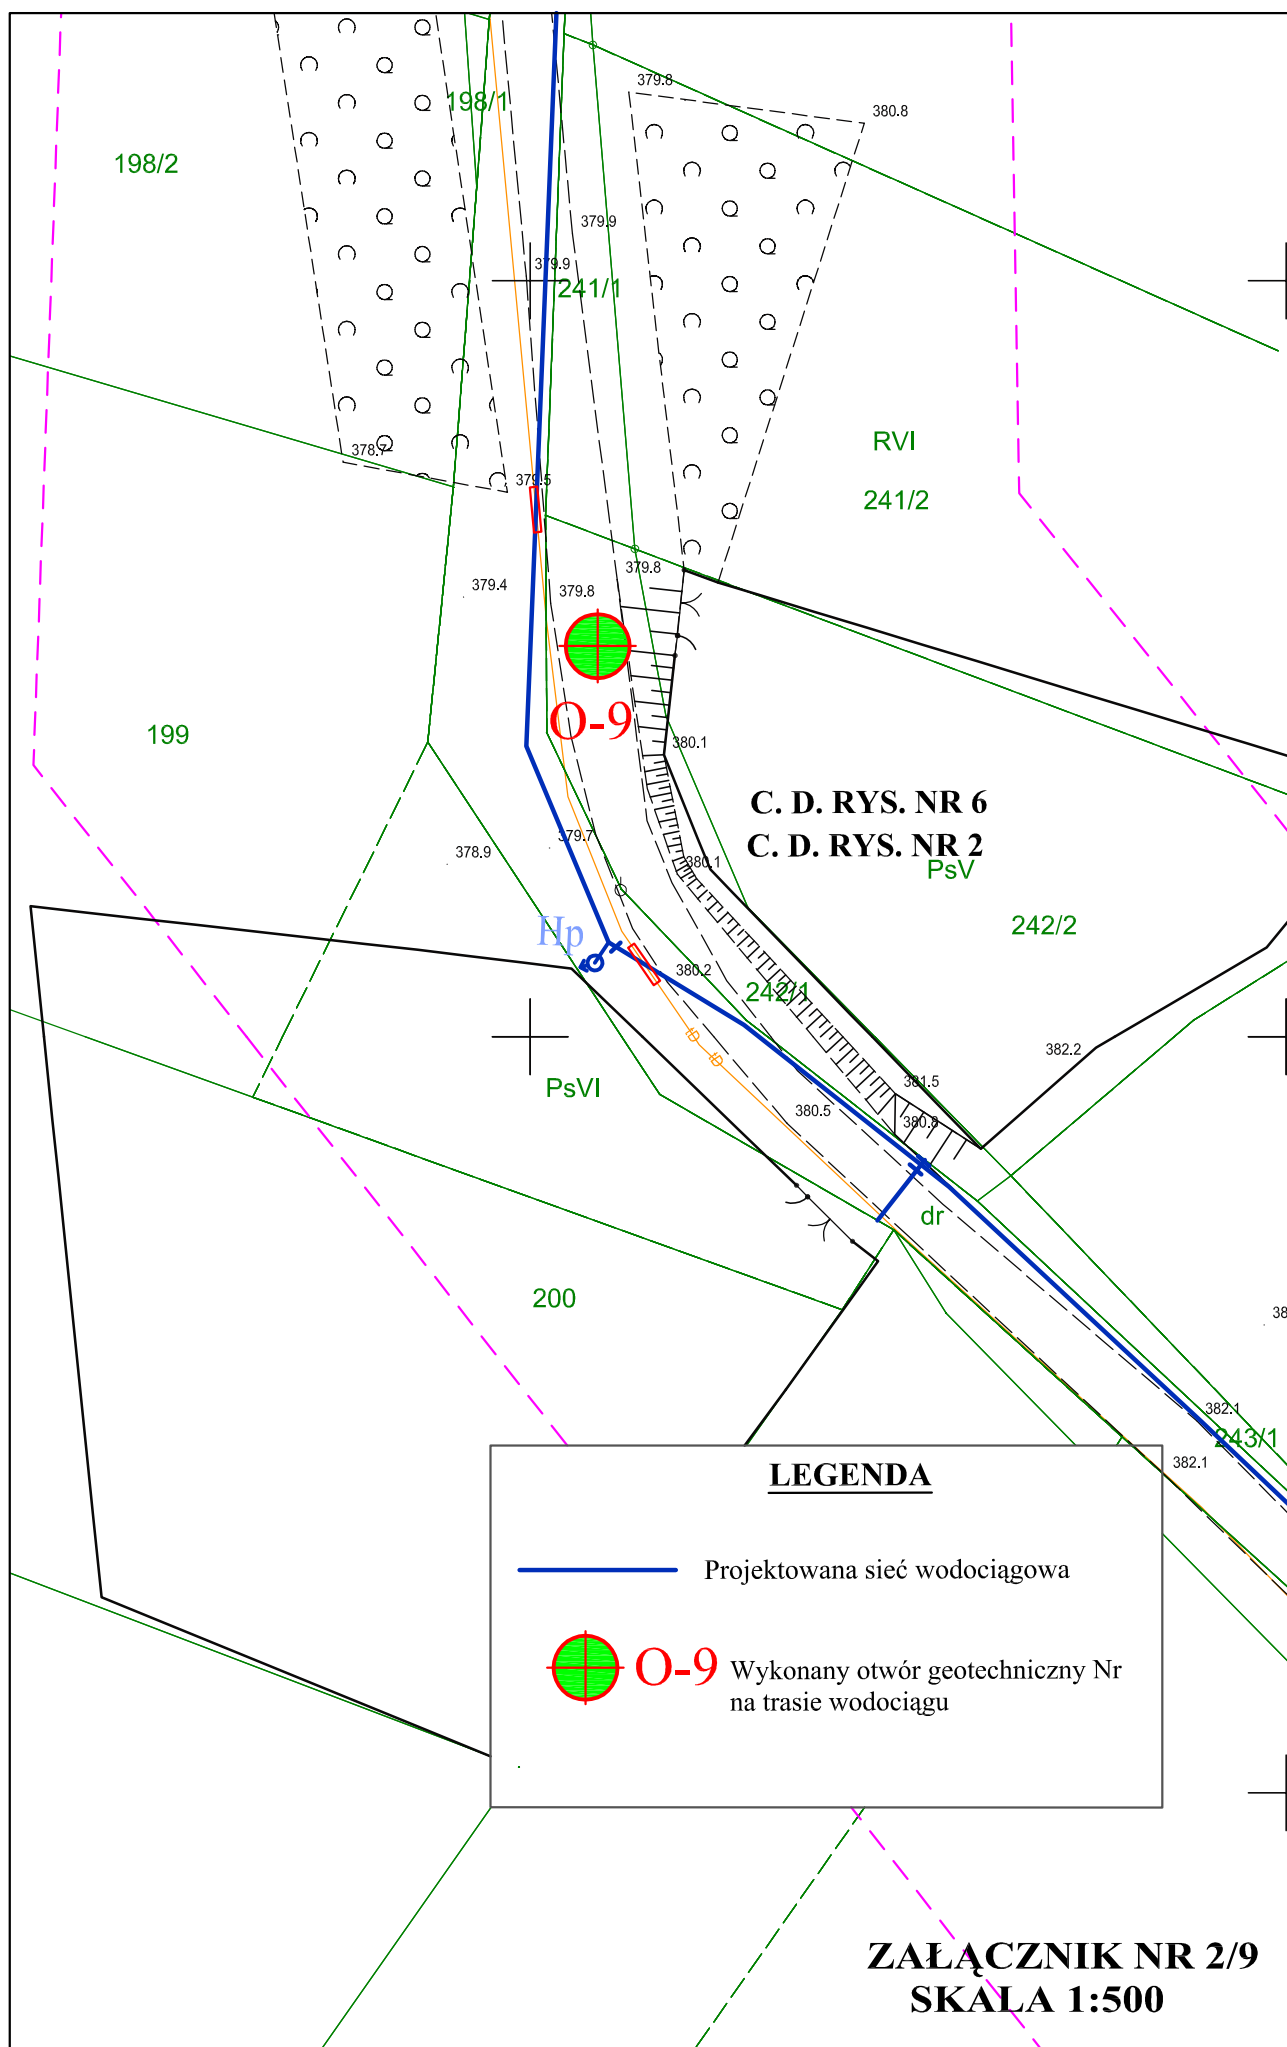 379.8
198/1
380.8
198/2
379.9
379.9
241/1
RVI
378.7
379.5
241/2
379.8
379.4
379.8
O-9
199
380.1
C. D. RYS. NR 6
379.7
C. D. RYS. NR 2
378.9
380.1
PsV
242/2
Hp
380.2
242/1
tD
tD
382.2
381.5
PsVI
380.5
380.8
dr
200
38
382.1
243/1
382.1
LEGENDA
Projektowana sieć wodociągowa
O-9 Wykonany otwór geotechniczny Nr
na trasie wodociągu
ZAŁĄCZNIK NR 2/9
SKALA 1:500